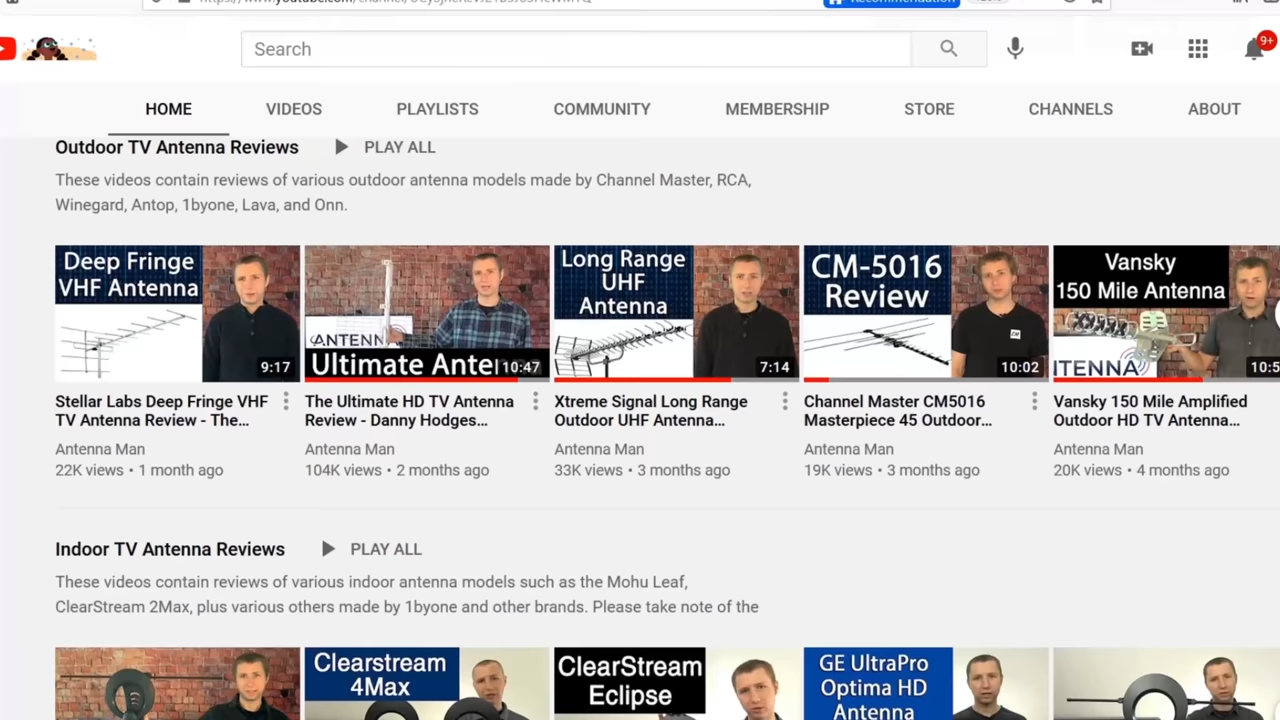 Recommendation
Search
9+
HOME
VIDEOS
PLAYLISTS
COMMUNITY
MEMBERSHIP
STORE
CHANNELS
ABOUT
Outdoor TV Antenna Reviews
PLAY ALL
These videos contain reviews of various outdoor antenna models made by Channel Master, RCA,
Winegard, Antop, 1byone, Lava, and Onn.
Deep Fringe
VHF Antenna
9:17
Stellar Labs Deep Fringe VHF
TV Antenna Review - The...
Antenna Man
22K views • 1 month ago
ANTENN
Ultimate Anter
10:47
The Ultimate HD TV Antenna
Review - Danny Hodges...
Antenna Man
104K views • 2 months ago
Long Range
UHF
Antenna
7:14
Xtreme Signal Long Range
Outdoor UHF Antenna...
Antenna Man
33K views • 3 months ago
CM-5016
Review
CM
10:02
Channel Master CM5016
Masterpiece 45 Outdoor...
Antenna Man
19K views • 3 months ago
Vansky
150 Mile Antenna
NTENNA
10:5
Vansky 150 Mile Amplified
Outdoor HD TV Antenna...
Antenna Man
20K views • 4 months ago
Indoor TV Antenna Reviews
PLAY ALL
These videos contain reviews of various indoor antenna models such as the Mohu Leaf,
ClearStream 2Max, plus various others made by 1byone and other brands. Please take note of the
Clearstream
4Max
ClearStream
Eclipse
GE UltraPro
Optima HD
Antenna